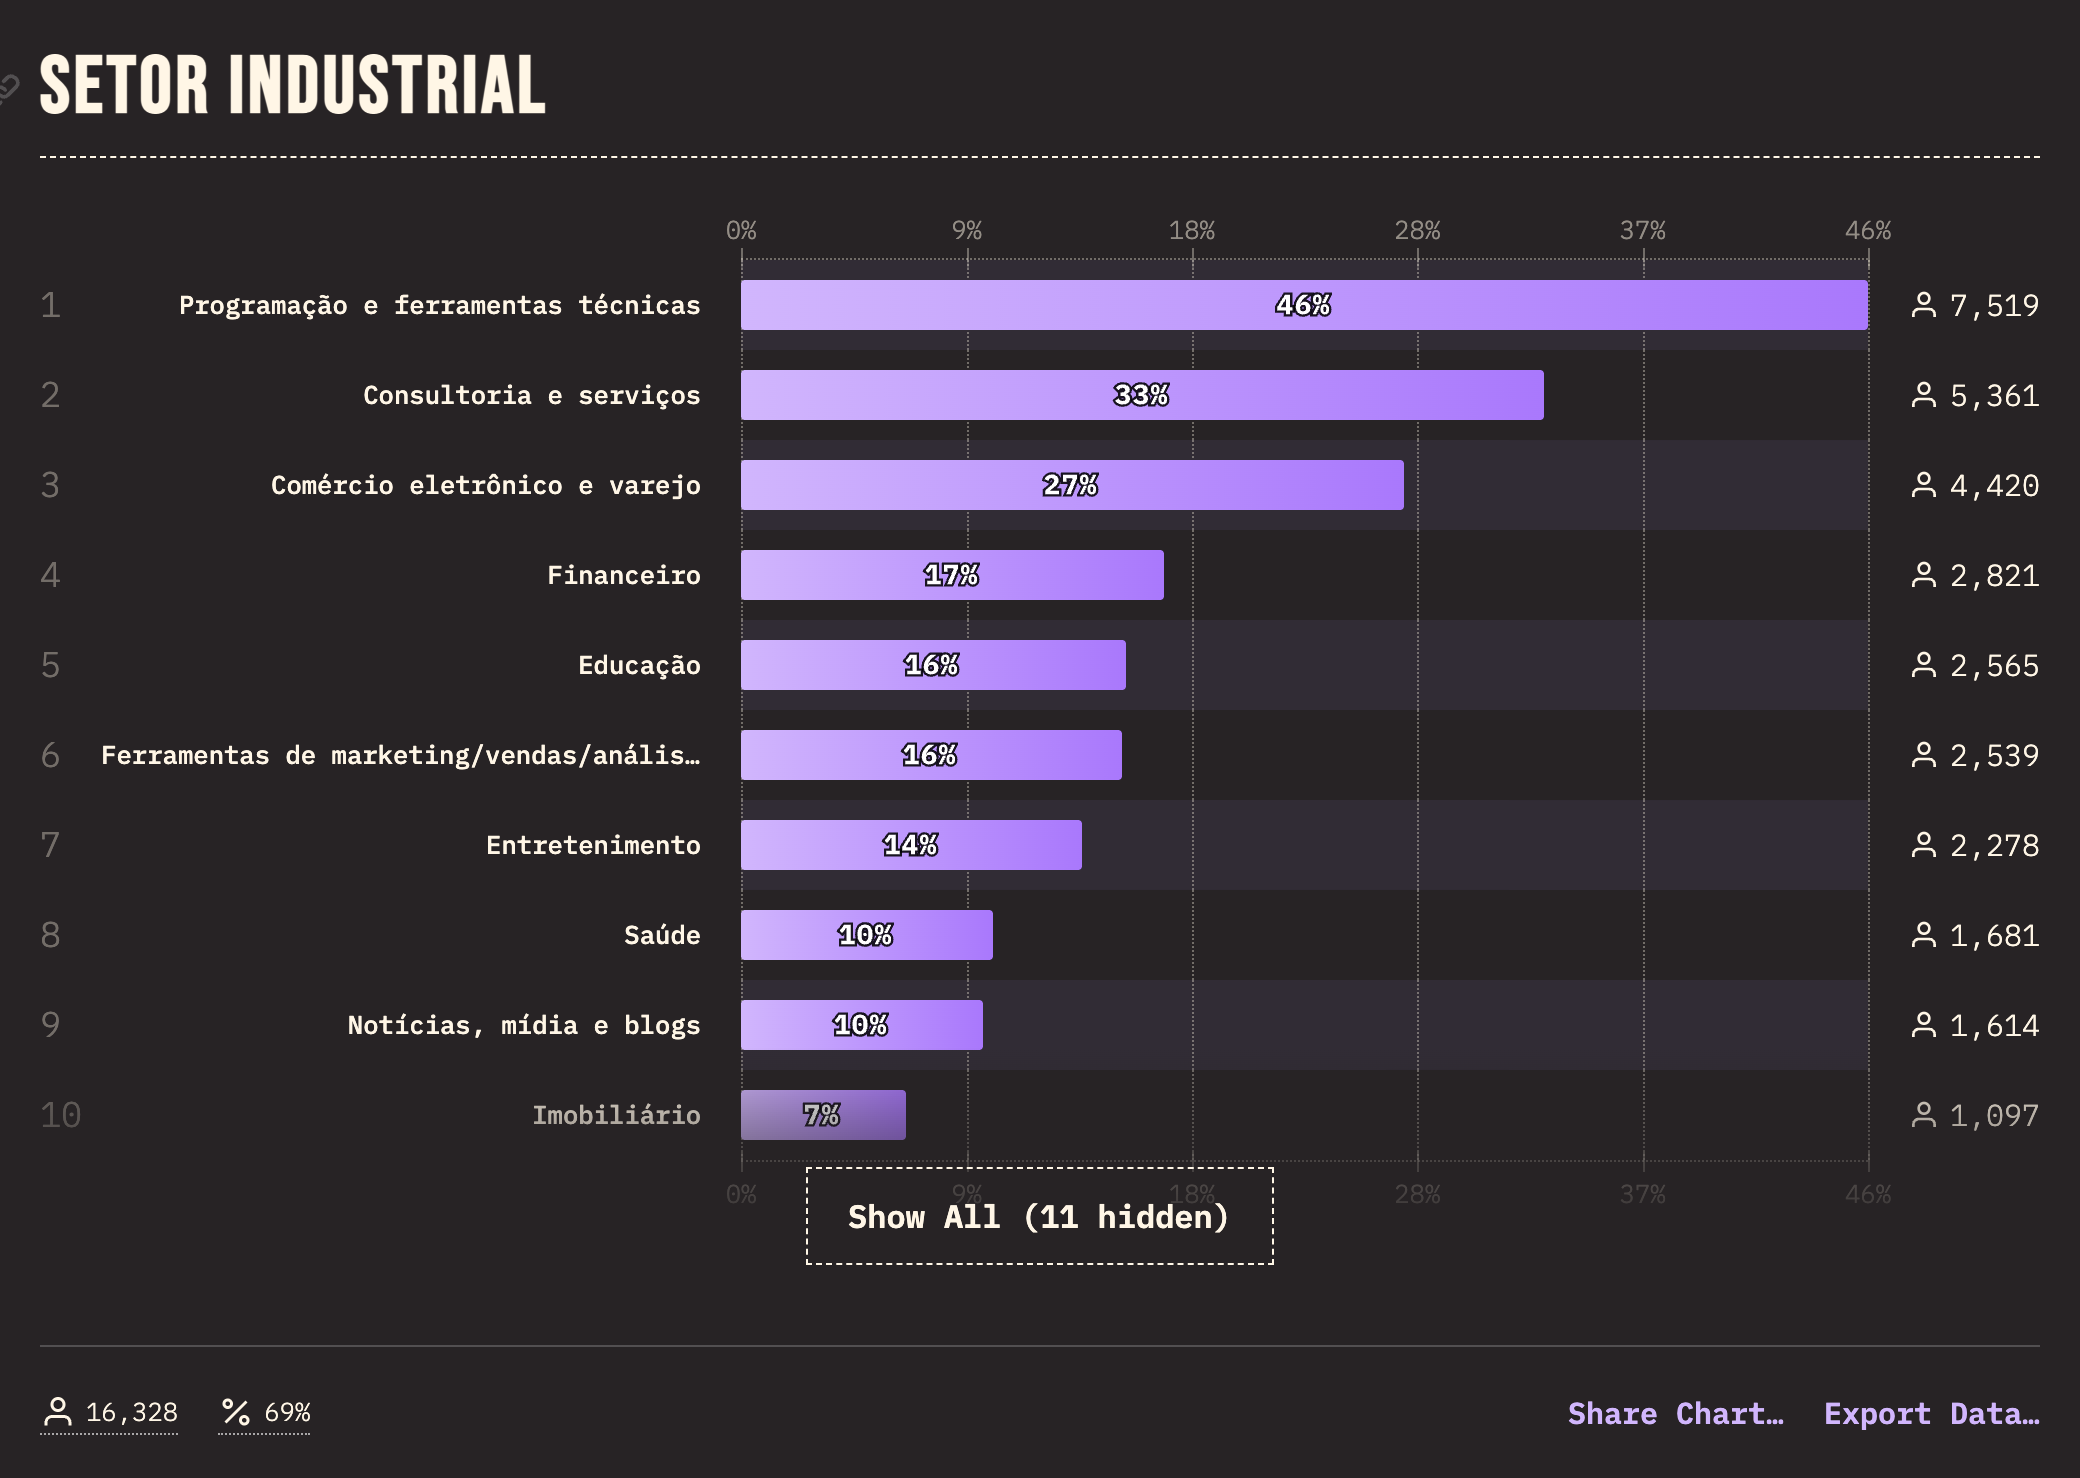 SETOR INDUSTRIAL
0% 9% 18% 28% 37% 46%
1 Programação e ferramentas técnicas 46% 7,519
2 Consultoria e serviços 33% 5,361
3 Comércio eletrônico e varejo 27% 4,420
4 Financeiro 17% 2,821
5 Educação 16% 2,565
6 Ferramentas de marketing/vendas/anális… 16% 2,539
7 Entretenimento 14% 2,278
8 Saúde 10% 1,681
9 Notícias, mídia e blogs 10% 1,614
10 Imobiliário 7% 1,097
0% 9% 18% 28% 37% 46%
Show All (11 hidden)
16,328 69% Share Chart… Export Data…